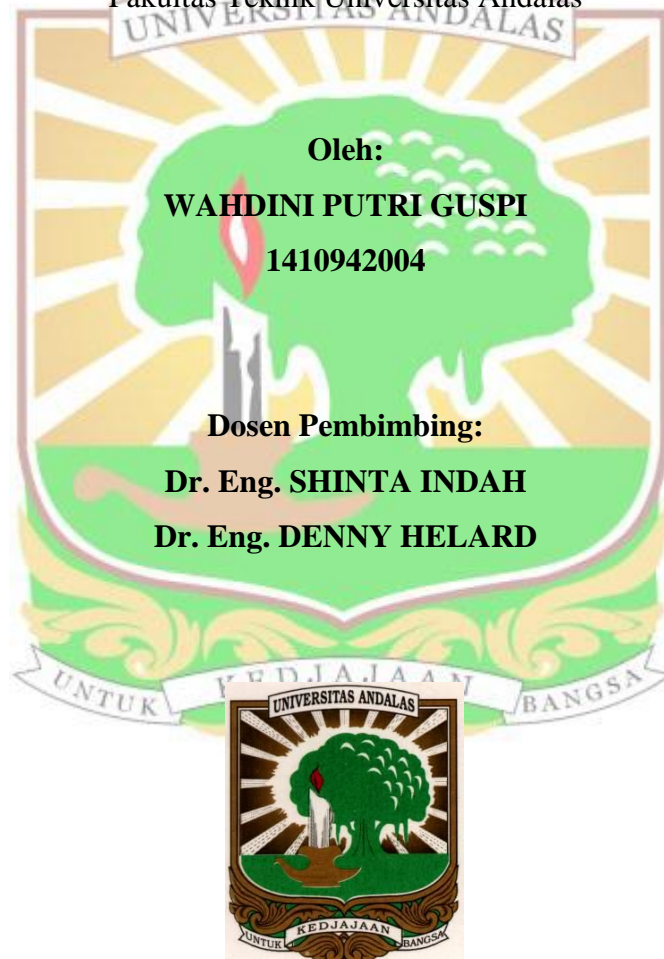 Fakultas Teknik Universitas Andalas
UNIVERSITAS ANDALAS
Oleh:
WAHDINI PUTRI GUSPI
1410942004
Dosen Pembimbing:
Dr. Eng. SHINTA INDAH
Dr. Eng. DENNY HELARD
UNTUK KEDJAJAAN BANGSA
UNIVERSITAS ANDALAS
UNTUK KEDJAJAAN BANGSA